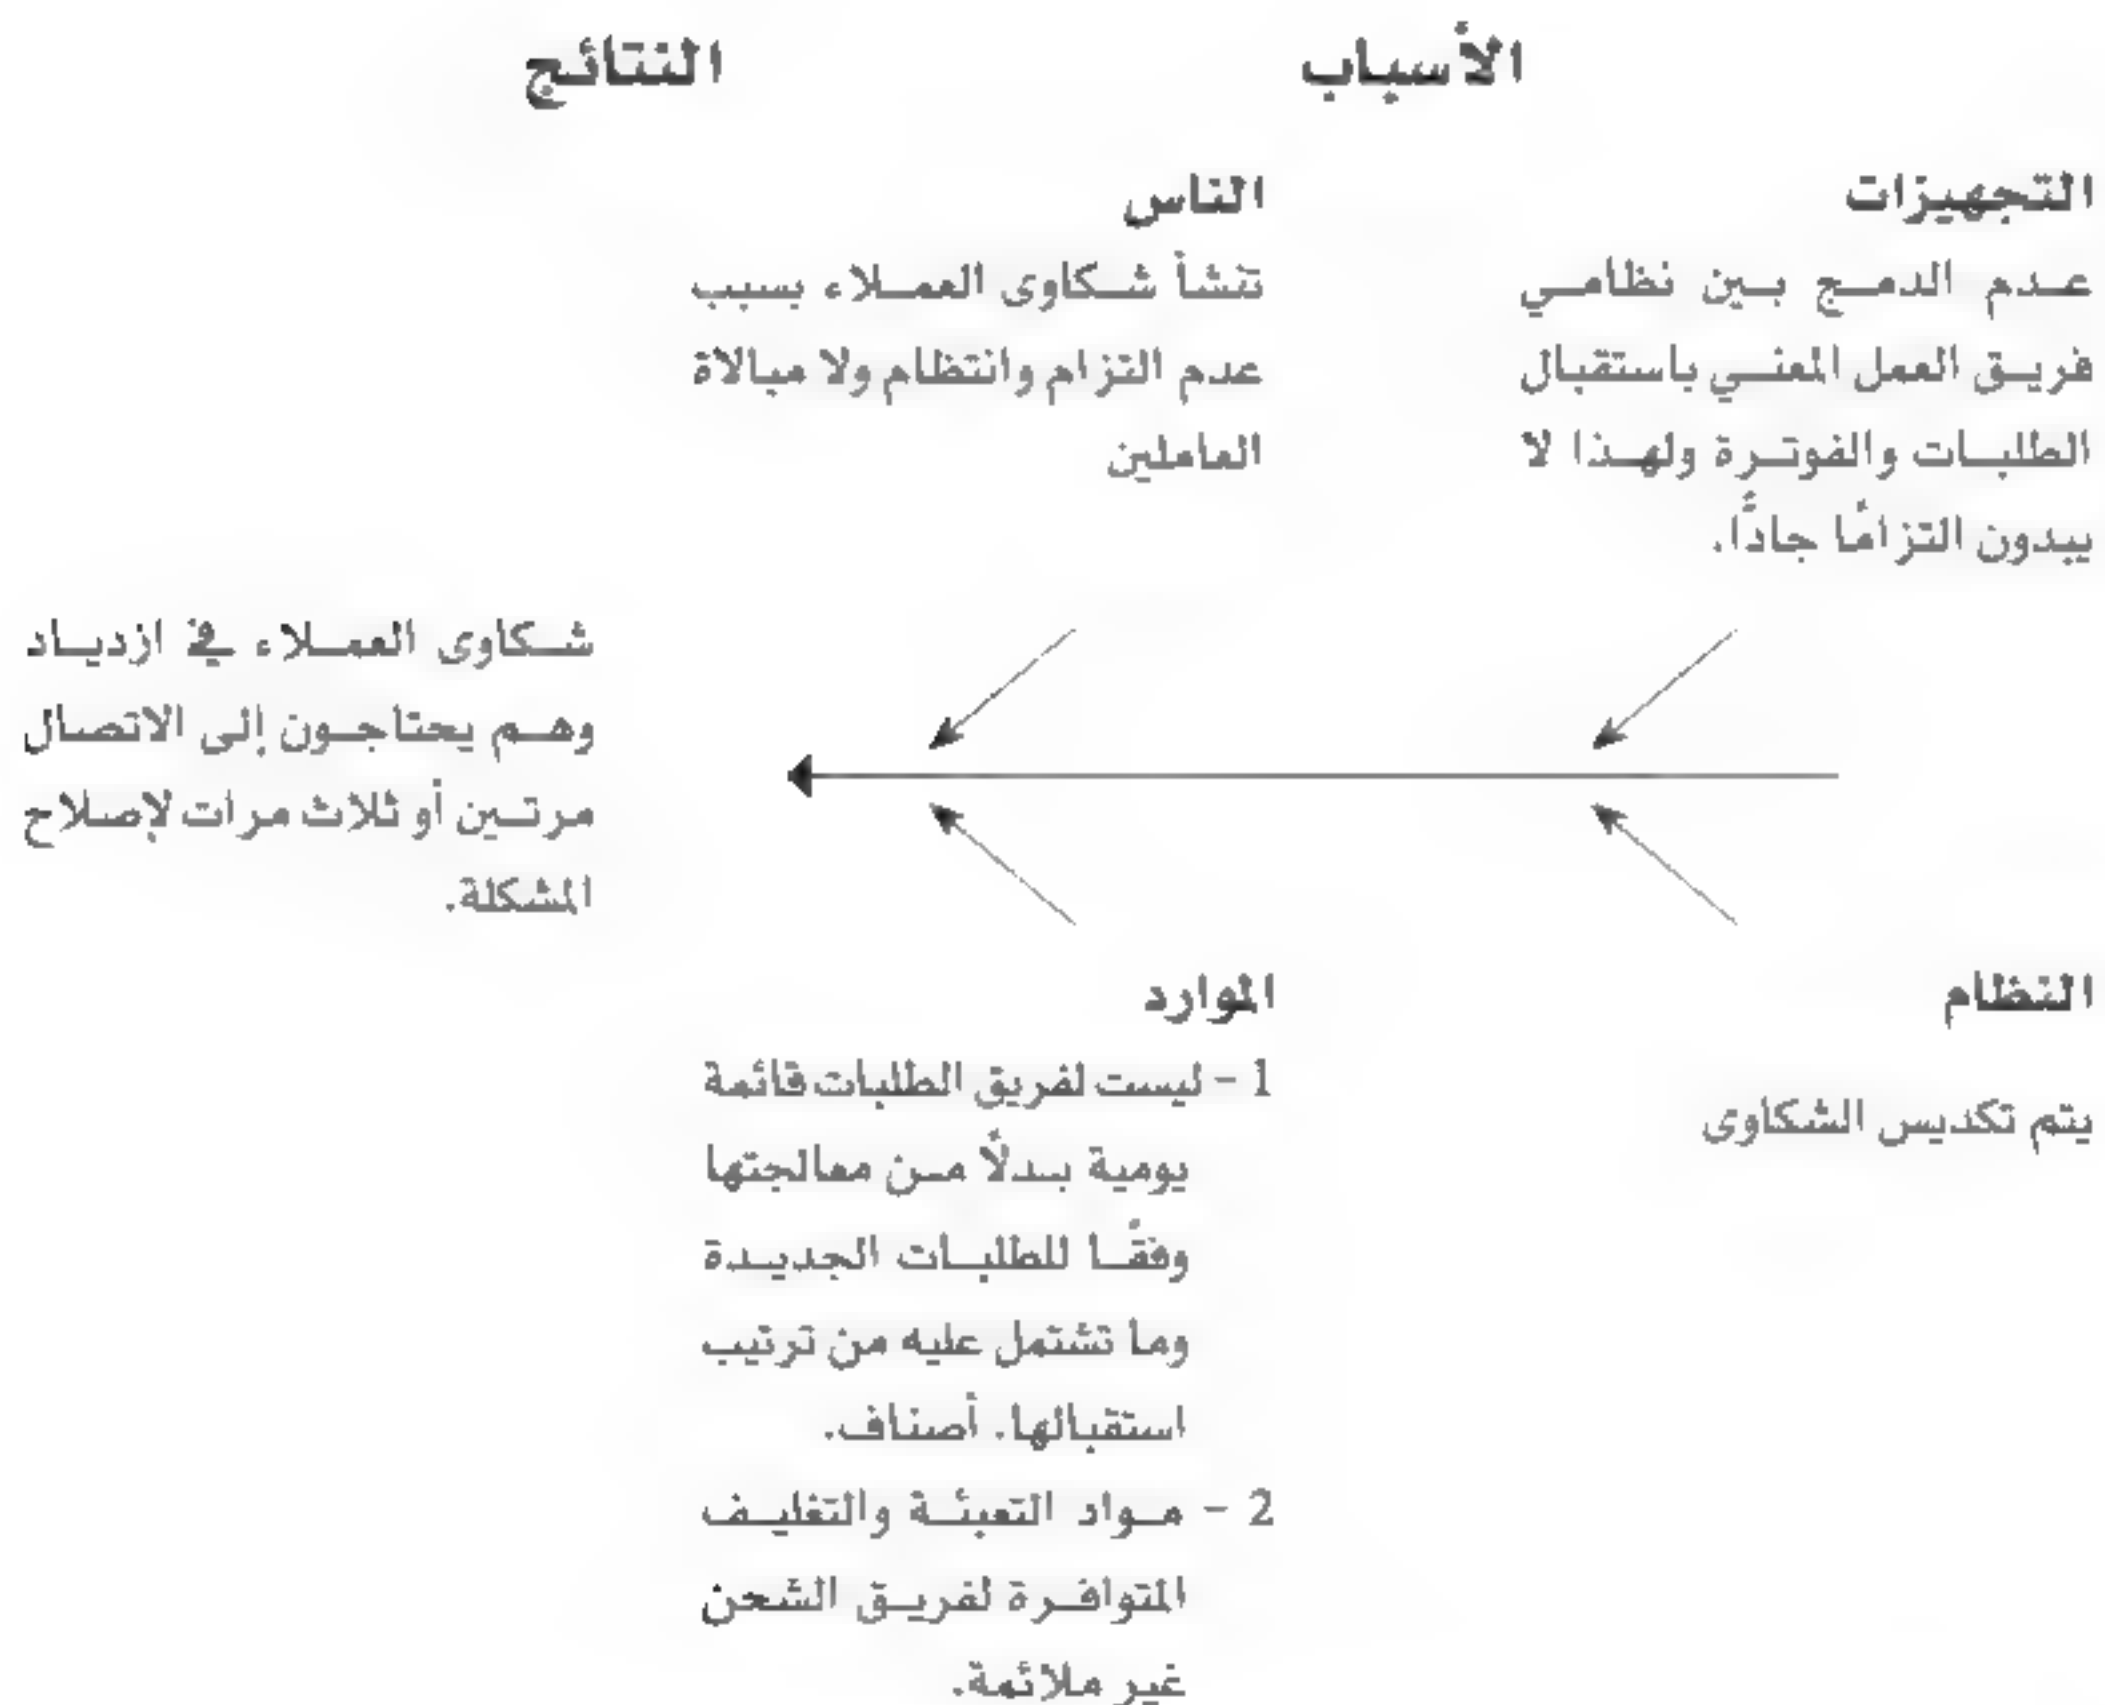 الأسباب
النتائج
التجهيزات
عدم الدمج بين نظامي
فريق العمل المعني باستقبال
الطلبات والفوترة ولهذا لا
يبدون التزامًا جادًا.
الناس
تنشأ شكاوى العملاء بسبب
عدم التزام وانتظام ولا مبالاة
العاملين
شكاوى العملاء في ازدياد
وهم يحتاجون إلى الاتصال
مرتين أو ثلاث مرات لإصلاح
المشكلة.
النظام
يتم تكديس الشكاوى
الموارد
1 - ليست لفريق الطلبات قائمة
يومية بدلًا من معالجتها
وفقًا للطلبات الجديدة
وما تشتمل عليه من ترتيب
استقبالها. أصناف.
2 - مواد التعبئة والتغليف
المتوافرة لفريق الشحن
غير ملائمة.